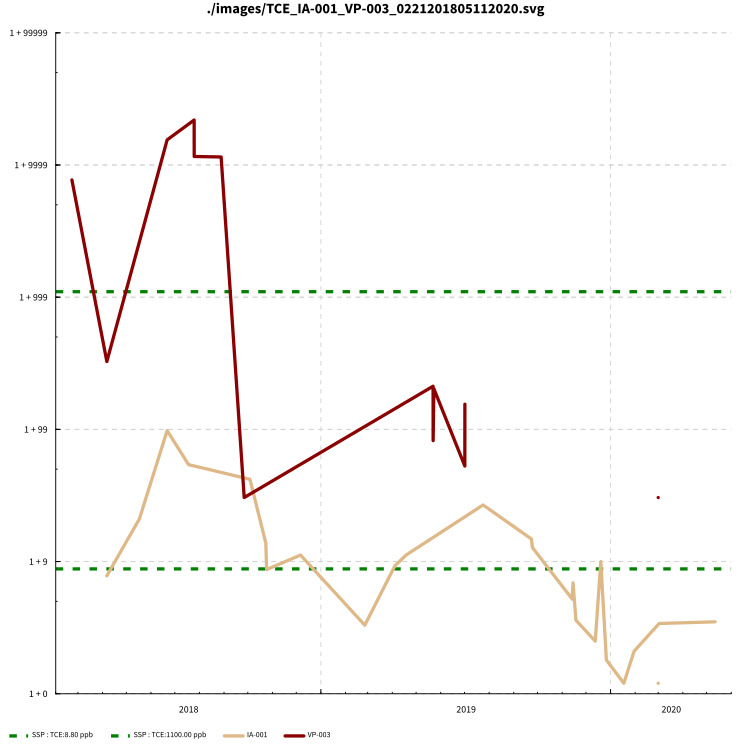 ./images/TCE_IA-001_VP-003_0221201805112020.svg
1+99999
1+9999
1+999
1+99
1+9
1+0
2018 2019 2020
SSP : TCE:8.80 ppb SSP : TCE:1100.00 ppb IA-001 VP-003